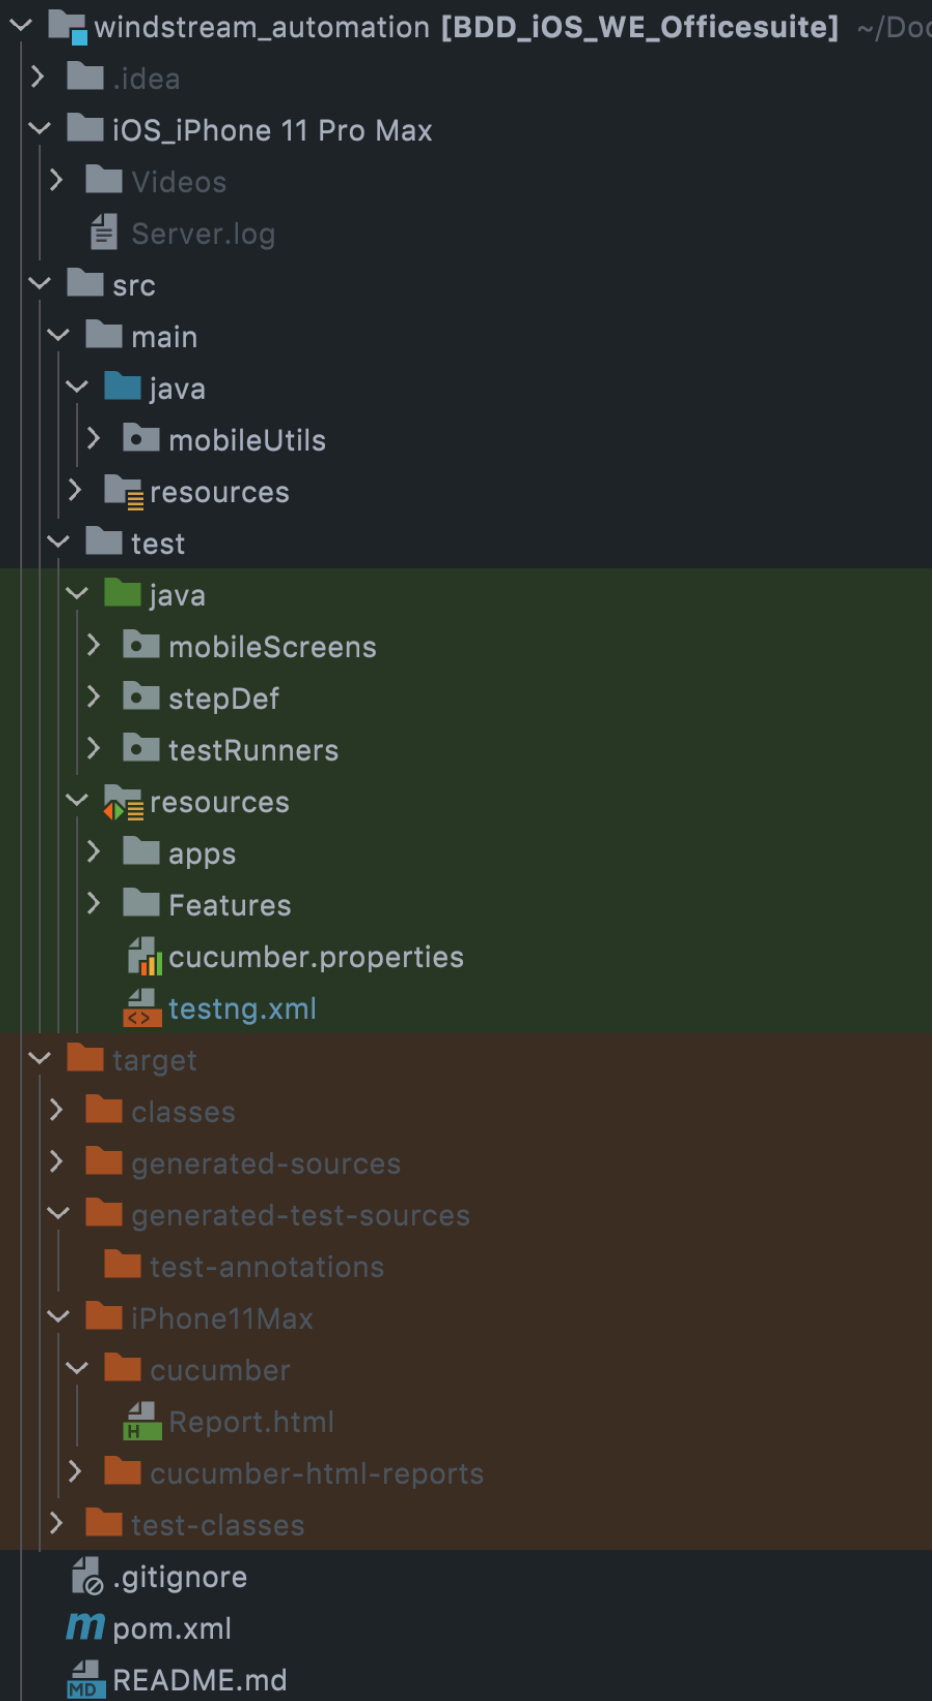 windstream_automation [BDD_iOS_WE_Officesuite] ~/Doc
.idea
iOS_iPhone 11 Pro Max
Videos
Server.log
src
main
java
mobileUtils
resources
test
java
mobileScreens
stepDef
testRunners
resources
apps
Features
cucumber.properties
testng.xml
target
classes
generated-sources
generated-test-sources
test-annotations
iPhone11Max
cucumber
Report.html
cucumber-html-reports
test-classes
.gitignore
pom.xml
README.md